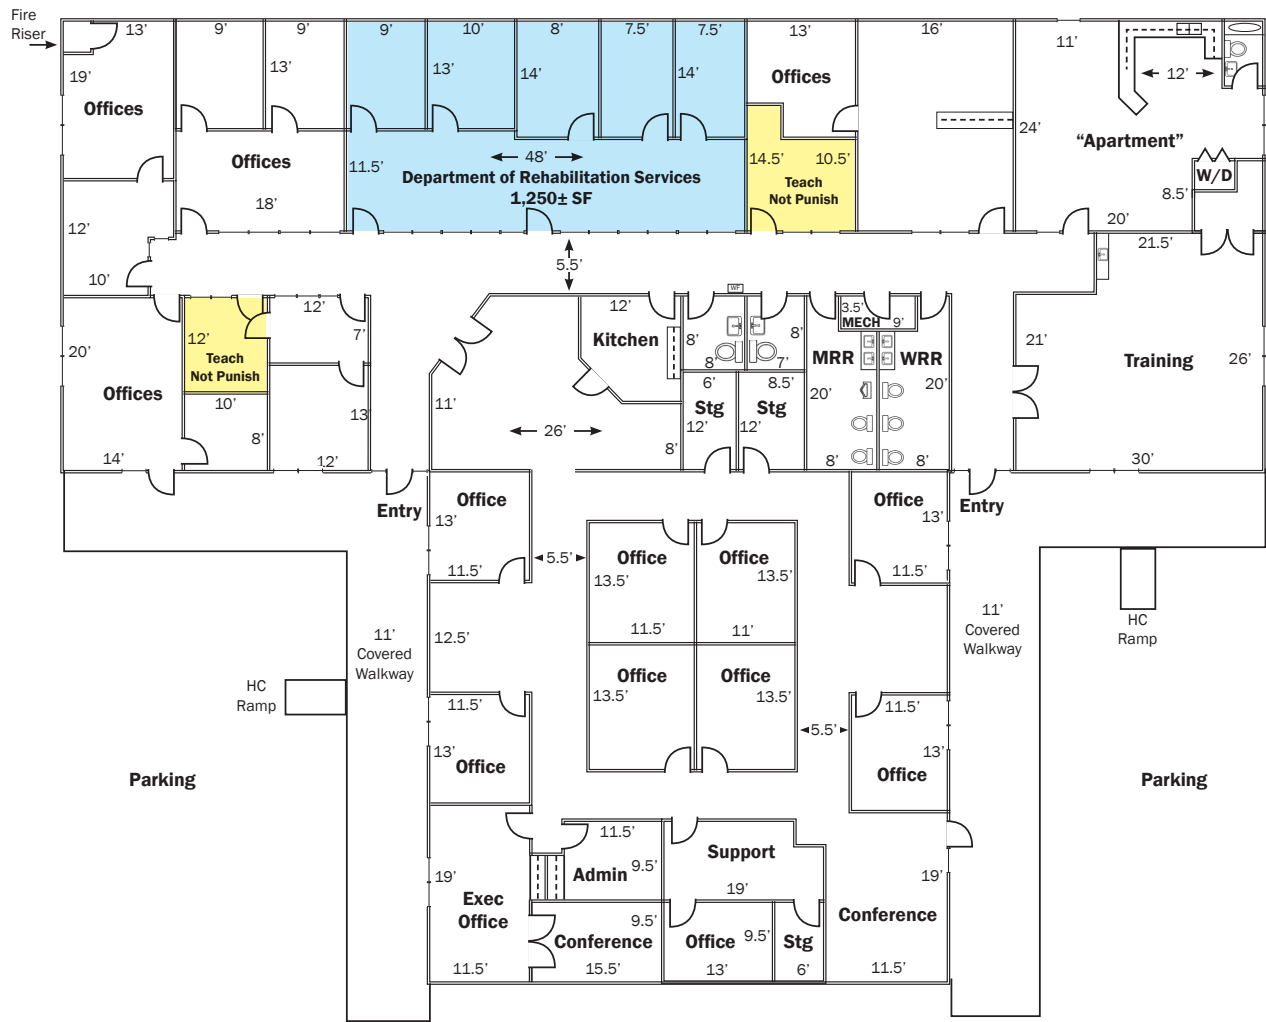 Fire
Riser
13’
9’
9’
9’
10’
8’
7.5’
7.5’
13’
16’
11’
19’
13’
13’
14’
14’
12’
Offices
Offices
24’
“Apartment”
Offices
11.5’
48’
14.5’
10.5’
Department of Rehabilitation Services
1,250± SF
Teach
Not Punish
W/D
8.5’
18’
12’
20’
21.5’
10’
5.5’
WF
12’
12’
3.5’
MECH
9’
12’
7’
Kitchen
8’
8’
8’
7’
MRR
WRR
21’
Training
26’
20’
Teach
Not Punish
Offices
10’
13’
11’
6’
8.5’
Stg
Stg
20’
20’
12’
12’
8’
26’
8’
14’
12’
8’
8’
30’
Entry
Office
13’
Office
13’
Entry
11.5’
5.5’
Office
13.5’
Office
13.5’
11.5’
11’
Covered
Walkway
12.5’
11.5’
11’
11’
Covered
Walkway
HC
Ramp
HC
Ramp
Office
13.5’
Office
13.5’
11.5’
13’
Office
5.5’
11.5’
13’
Office
Parking
Parking
11.5’
9.5’
Admin
Support
19’
19’
Exec
Office
11.5’
9.5’
Conference
15.5’
Office
9.5’
13’
Stg
6’
19’
Conference
11.5’